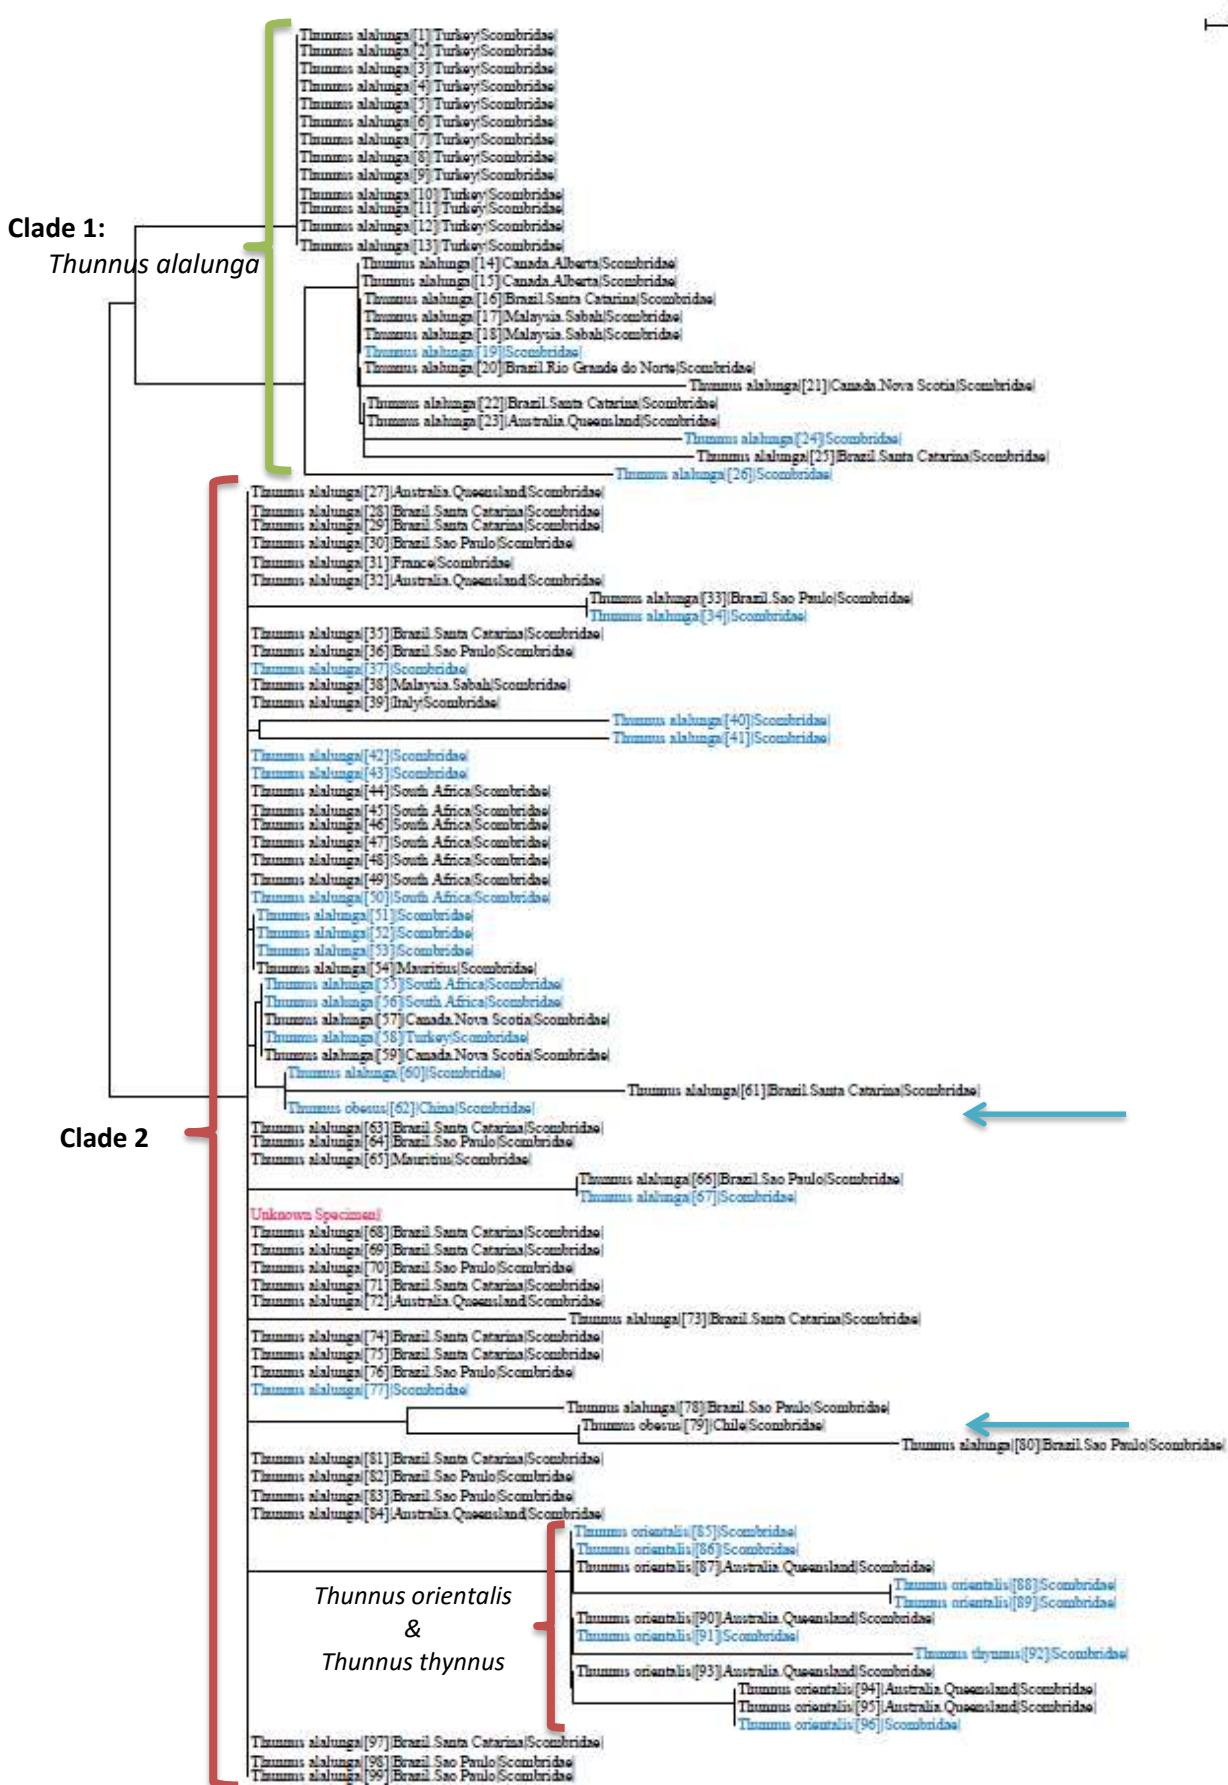 Thunnus alalunga|[1]|Turkey|Scombridae|
Thunnus alalunga|[2]|Turkey|Scombridae|
Thunnus alalunga|[3]|Turkey|Scombridae|
Thunnus alalunga|[4]|Turkey|Scombridae|
Thunnus alalunga|[5]|Turkey|Scombridae|
Thunnus alalunga|[6]|Turkey|Scombridae|
Thunnus alalunga|[7]|Turkey|Scombridae|
Thunnus alalunga|[8]|Turkey|Scombridae|
Thunnus alalunga|[9]|Turkey|Scombridae|
Thunnus alalunga|[10]|Turkey|Scombridae|
Thunnus alalunga|[11]|Turkey|Scombridae|
Thunnus alalunga|[12]|Turkey|Scombridae|
Thunnus alalunga|[13]|Turkey|Scombridae|
Clade 1:
Thunnus alalunga
Thunnus alalunga|[14]|Canada.Alberta|Scombridae|
Thunnus alalunga|[15]|Canada.Alberta|Scombridae|
Thunnus alalunga|[16]|Brazil.Santa Catarina|Scombridae|
Thunnus alalunga|[17]|Malaysia.Sabah|Scombridae|
Thunnus alalunga|[18]|Malaysia.Sabah|Scombridae|
Thunnus alalunga|[19]|Scombridae|
Thunnus alalunga|[20]|Brazil.Rio Grande do Norte|Scombridae|
Thunnus alalunga|[21]|Canada.Nova Scotia|Scombridae|
Thunnus alalunga|[22]|Brazil.Santa Catarina|Scombridae|
Thunnus alalunga|[23]|Australia.Queensland|Scombridae|
Thunnus alalunga|[24]|Scombridae|
Thunnus alalunga|[25]|Brazil.Santa Catarina|Scombridae|
Thunnus alalunga|[26]|Scombridae|
Thunnus alalunga|[27]|Australia.Queensland|Scombridae|
Thunnus alalunga|[28]|Brazil.Santa Catarina|Scombridae|
Thunnus alalunga|[29]|Brazil.Santa Catarina|Scombridae|
Thunnus alalunga|[30]|Brazil.Sao Paulo|Scombridae|
Thunnus alalunga|[31]|France|Scombridae|
Thunnus alalunga|[32]|Australia.Queensland|Scombridae|
Thunnus alalunga|[33]|Brazil.Sao Paulo|Scombridae|
Thunnus alalunga|[34]|Scombridae|
Thunnus alalunga|[35]|Brazil.Santa Catarina|Scombridae|
Thunnus alalunga|[36]|Brazil.Sao Paulo|Scombridae|
Thunnus alalunga|[37]|Scombridae|
Thunnus alalunga|[38]|Malaysia.Sabah|Scombridae|
Thunnus alalunga|[39]|Italy|Scombridae|
Thunnus alalunga|[40]|Scombridae|
Thunnus alalunga|[41]|Scombridae|
Thunnus alalunga|[42]|Scombridae|
Thunnus alalunga|[43]|Scombridae|
Thunnus alalunga|[44]|South Africa|Scombridae|
Thunnus alalunga|[45]|South Africa|Scombridae|
Thunnus alalunga|[46]|South Africa|Scombridae|
Thunnus alalunga|[47]|South Africa|Scombridae|
Thunnus alalunga|[48]|South Africa|Scombridae|
Thunnus alalunga|[49]|South Africa|Scombridae|
Thunnus alalunga|[50]|South Africa|Scombridae|
Thunnus alalunga|[51]|Scombridae|
Thunnus alalunga|[52]|Scombridae|
Thunnus alalunga|[53]|Scombridae|
Thunnus alalunga|[54]|Mauritius|Scombridae|
Thunnus alalunga|[55]|South Africa|Scombridae|
Thunnus alalunga|[56]|South Africa|Scombridae|
Thunnus alalunga|[57]|Canada.Nova Scotia|Scombridae|
Thunnus alalunga|[58]|Turkey|Scombridae|
Thunnus alalunga|[59]|Canada.Nova Scotia|Scombridae|
Thunnus alalunga|[60]|Scombridae|
Thunnus alalunga|[61]|Brazil.Santa Catarina|Scombridae|
Thunnus obesus|[62]|China|Scombridae|
Clade 2
Thunnus alalunga|[63]|Brazil.Santa Catarina|Scombridae|
Thunnus alalunga|[64]|Brazil.Sao Paulo|Scombridae|
Thunnus alalunga|[65]|Mauritius|Scombridae|
Thunnus alalunga|[66]|Brazil.Sao Paulo|Scombridae|
Thunnus alalunga|[67]|Scombridae|
Unknown Specimen|
Thunnus alalunga|[68]|Brazil.Santa Catarina|Scombridae|
Thunnus alalunga|[69]|Brazil.Santa Catarina|Scombridae|
Thunnus alalunga|[70]|Brazil.Sao Paulo|Scombridae|
Thunnus alalunga|[71]|Brazil.Santa Catarina|Scombridae|
Thunnus alalunga|[72]|Australia.Queensland|Scombridae|
Thunnus alalunga|[73]|Brazil.Santa Catarina|Scombridae|
Thunnus alalunga|[74]|Brazil.Santa Catarina|Scombridae|
Thunnus alalunga|[75]|Brazil.Santa Catarina|Scombridae|
Thunnus alalunga|[76]|Brazil.Sao Paulo|Scombridae|
Thunnus alalunga|[77]|Scombridae|
Thunnus alalunga|[78]|Brazil.Sao Paulo|Scombridae|
Thunnus obesus|[79]|Chile|Scombridae|
Thunnus alalunga|[80]|Brazil.Sao Paulo|Scombridae|
Thunnus alalunga|[81]|Brazil.Santa Catarina|Scombridae|
Thunnus alalunga|[82]|Brazil.Sao Paulo|Scombridae|
Thunnus alalunga|[83]|Brazil.Sao Paulo|Scombridae|
Thunnus alalunga|[84]|Australia.Queensland|Scombridae|
Thunnus orientalis|[85]|Scombridae|
Thunnus orientalis|[86]|Scombridae|
Thunnus orientalis|[87]|Australia.Queensland|Scombridae|
Thunnus orientalis|[88]|Scombridae|
Thunnus orientalis|[89]|Scombridae|
Thunnus orientalis
&
Thunnus thynnus
Thunnus orientalis|[90]|Australia.Queensland|Scombridae|
Thunnus orientalis|[91]|Scombridae|
Thunnus thynnus|[92]|Scombridae|
Thunnus orientalis|[93]|Australia.Queensland|Scombridae|
Thunnus orientalis|[94]|Australia.Queensland|Scombridae|
Thunnus orientalis|[95]|Australia.Queensland|Scombridae|
Thunnus orientalis|[96]|Scombridae|
Thunnus alalunga|[97]|Brazil.Santa Catarina|Scombridae|
Thunnus alalunga|[98]|Brazil.Sao Paulo|Scombridae|
Thunnus alalunga|[99]|Brazil.Sao Paulo|Scombridae|